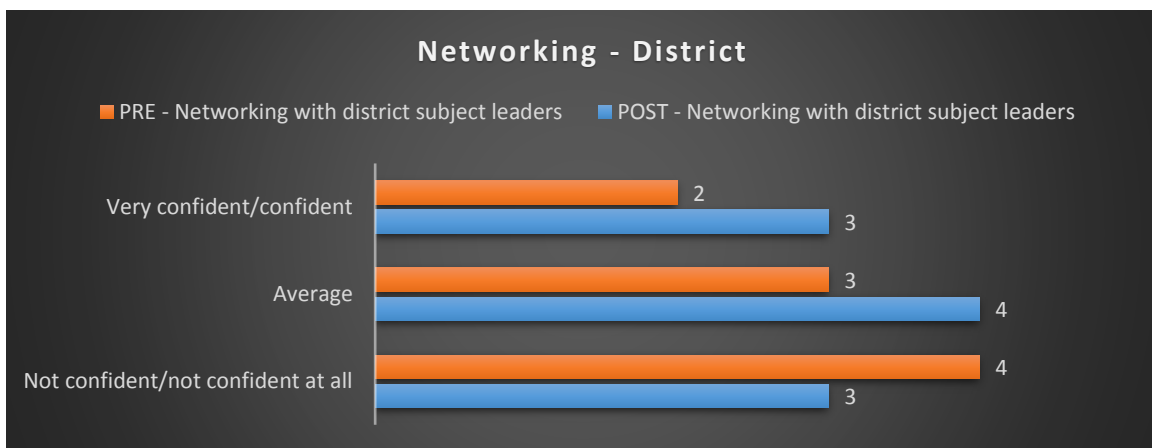 Networking - District
PRE - Networking with district subject leaders POST - Networking with district subject leaders
Very confident/confident 2
3
Average 3
4
Not confident/not confident at all 4
3